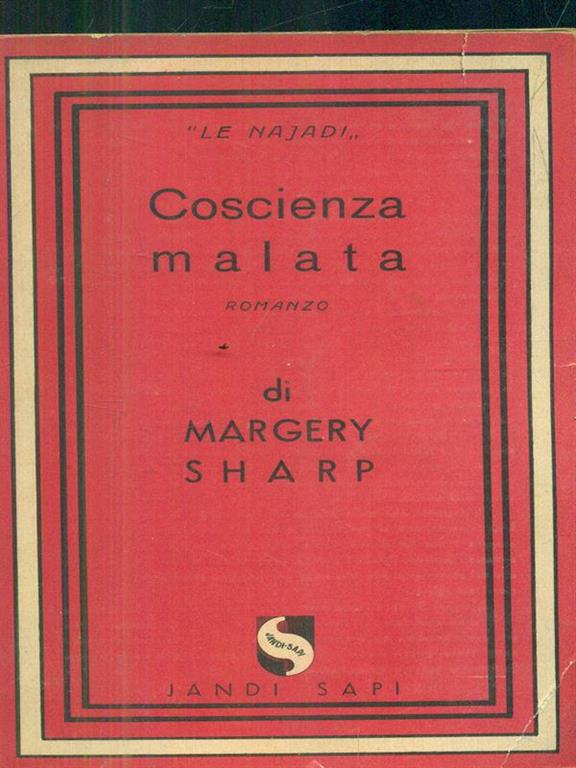 "LE NAJADI„
Coscienza
malata
ROMANZO
di
MARGERY
SHARP
JANDI-SAPI
JANDI SAPI